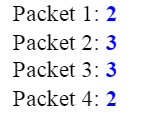 Packet 1: 2
Packet 2: 3
Packet 3: 3
Packet 4: 2